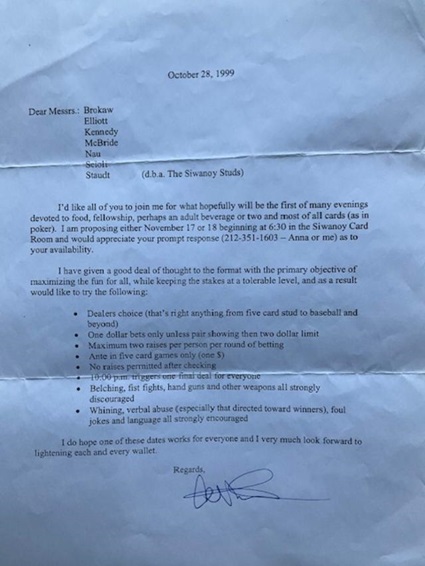 October 28, 1999
Dear Messrs.: Brokaw
Elliott
Kennedy
McBride
Nau
Scioli
Staudt (d.b.a. The Siwanoy Studs)
I'd like all of you to join me for what hopefully will be the first of many evenings
devoted to food, fellowship, perhaps an adult beverage or two and most of all cards (as in
poker). I am proposing either November 17 or 18 beginning at 6:30 in the Siwanoy Card
Room and would appreciate your prompt response (212-351-1603 – Anna or me) as to
your availability.
I have given a good deal of thought to the format with the primary objective of
maximizing the fun for all, while keeping the stakes at a tolerable level, and as a result
would like to try the following:
• Dealers choice (that's right anything from five card stud to baseball and
beyond)
• One dollar bets only unless pair showing then two dollar limit
• Maximum two raises per person per round of betting
• Ante in five card games only (one $)
• No raises permitted after checking
• 10:00 p.m. triggers one final deal for everyone
• Belching, fist fights, hand guns and other weapons all strongly
discouraged
• Whining, verbal abuse (especially that directed toward winners), foul
jokes and language all strongly encouraged
I do hope one of these dates works for everyone and I very much look forward to
lightening each and every wallet.
Regards,